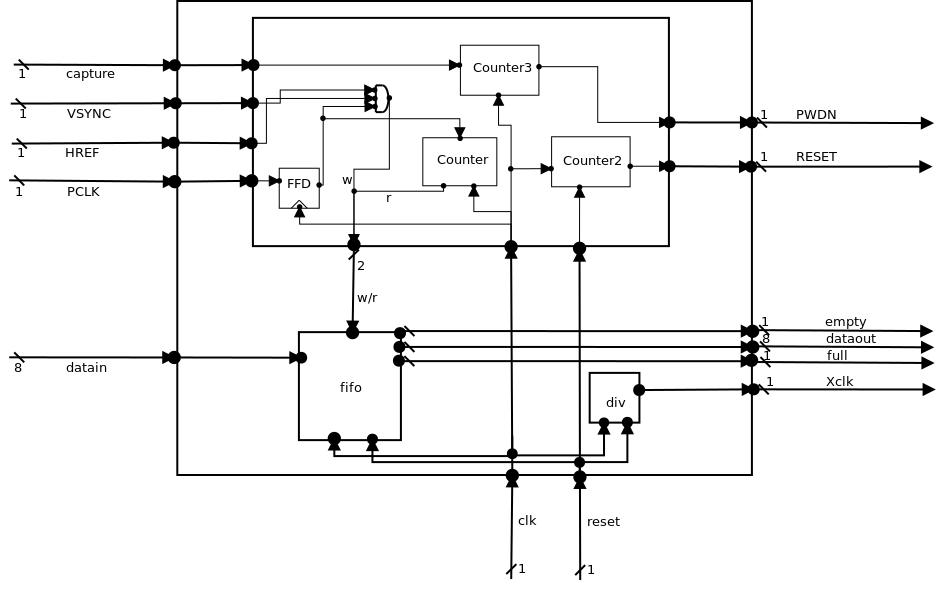 Counter3
1
capture
1
VSYNC
1
PWDN
1
HREF
Counter
Counter2
1
RESET
1
PCLK
FFD
w
r
2
w/r
1
empty
8
dataout
1
full
8
datain
fifo
div
1
Xclk
clk
reset
1
1